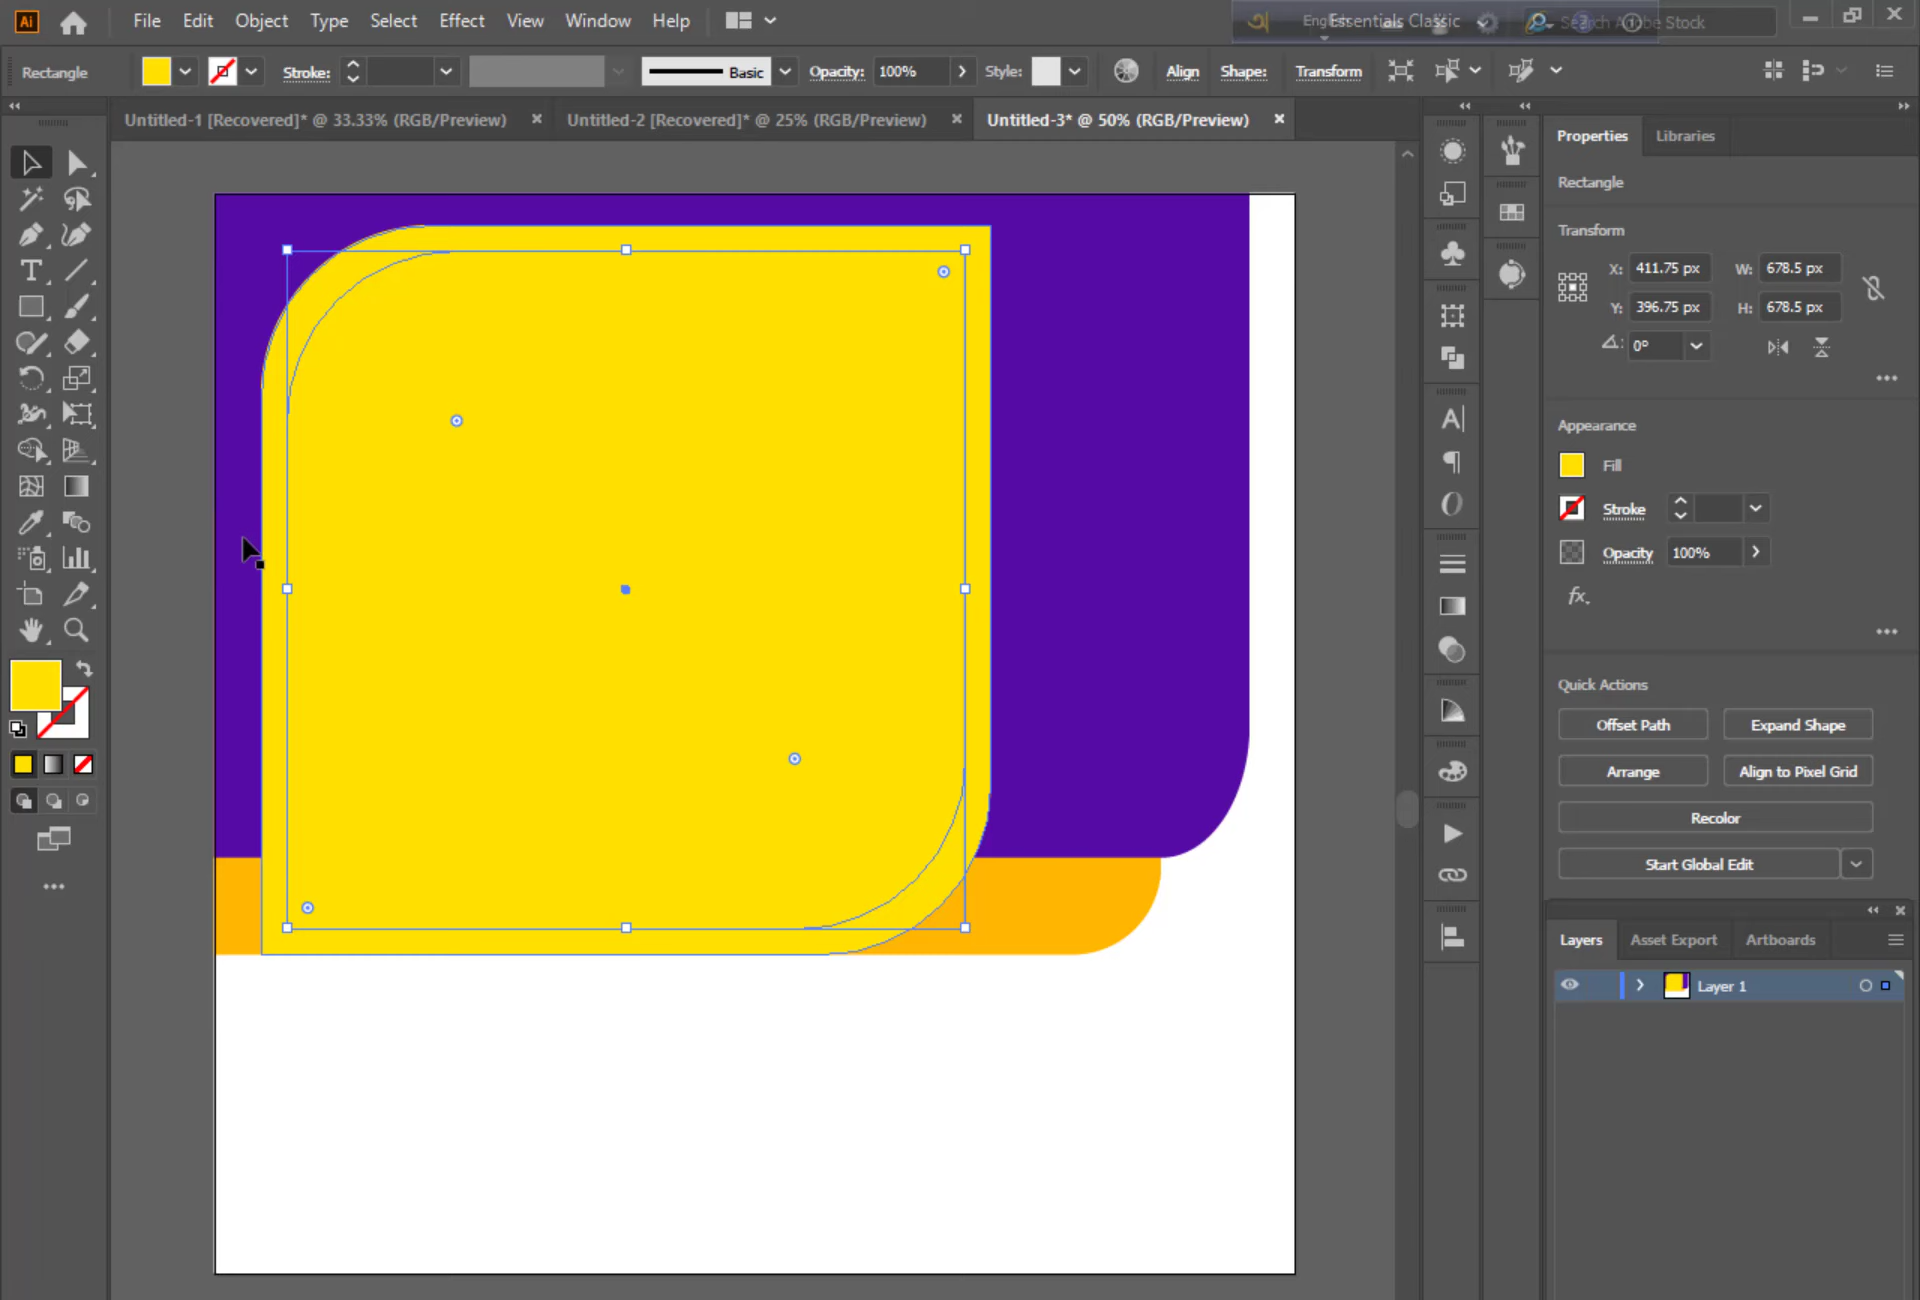 Ai File Edit Object Type Select Effect View Window Help অ English Essentials Classic Search Adobe Stock
Rectangle Stroke: Basic Opacity: 100% Style: Align Shape: Transform
Untitled-1 [Recovered]* @ 33.33% (RGB/Preview) × Untitled-2 [Recovered]* @ 25% (RGB/Preview) × Untitled-3* @ 50% (RGB/Preview) ×
Properties Libraries
Rectangle
Transform
X: 411.75 px W: 678.5 px
Y: 396.75 px H: 678.5 px
0°
Appearance
Fill
Stroke
Opacity 100%
fx.
Quick Actions
Offset Path Expand Shape
Arrange Align to Pixel Grid
Recolor
Start Global Edit
Layers Asset Export Artboards
Layer 1